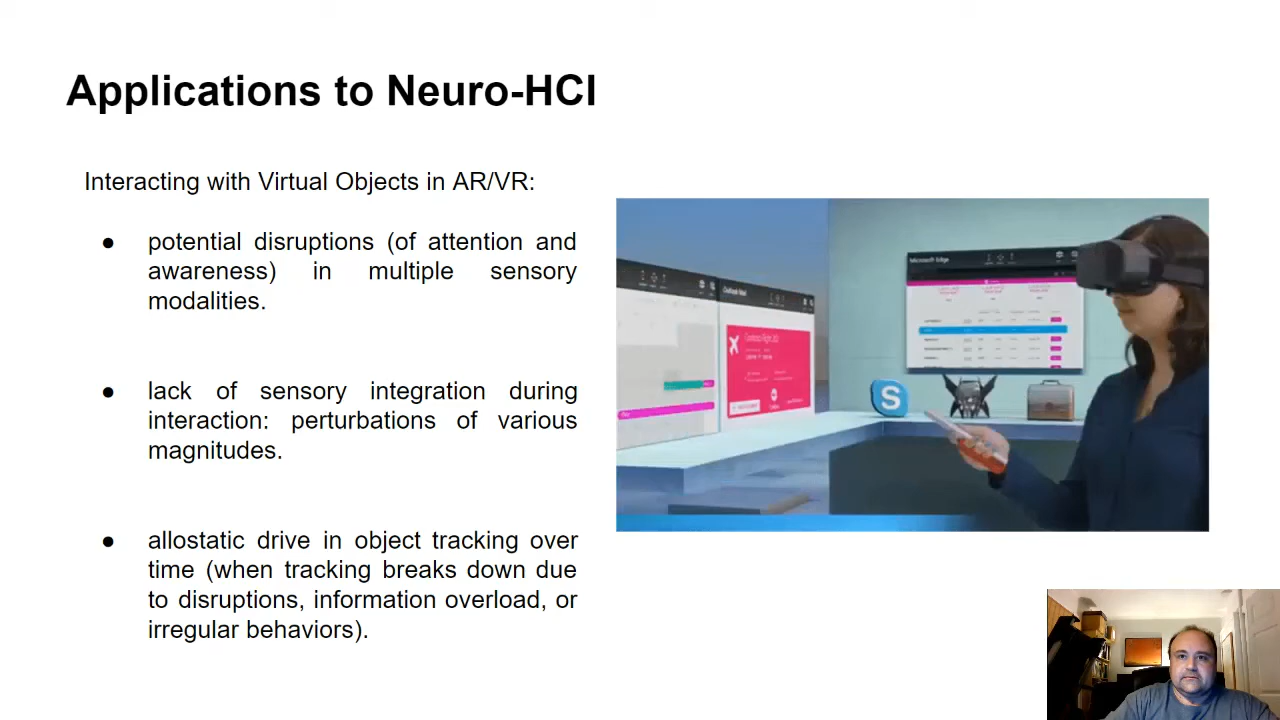 Applications to Neuro-HCI
Interacting with Virtual Objects in AR/VR:
● potential disruptions (of attention and
awareness) in multiple sensory
modalities.
● lack of sensory integration during
interaction: perturbations of various
magnitudes.
● allostatic drive in object tracking over
time (when tracking breaks down due
to disruptions, information overload, or
irregular behaviors).
Microsoft Edge
Outlook Mail
S